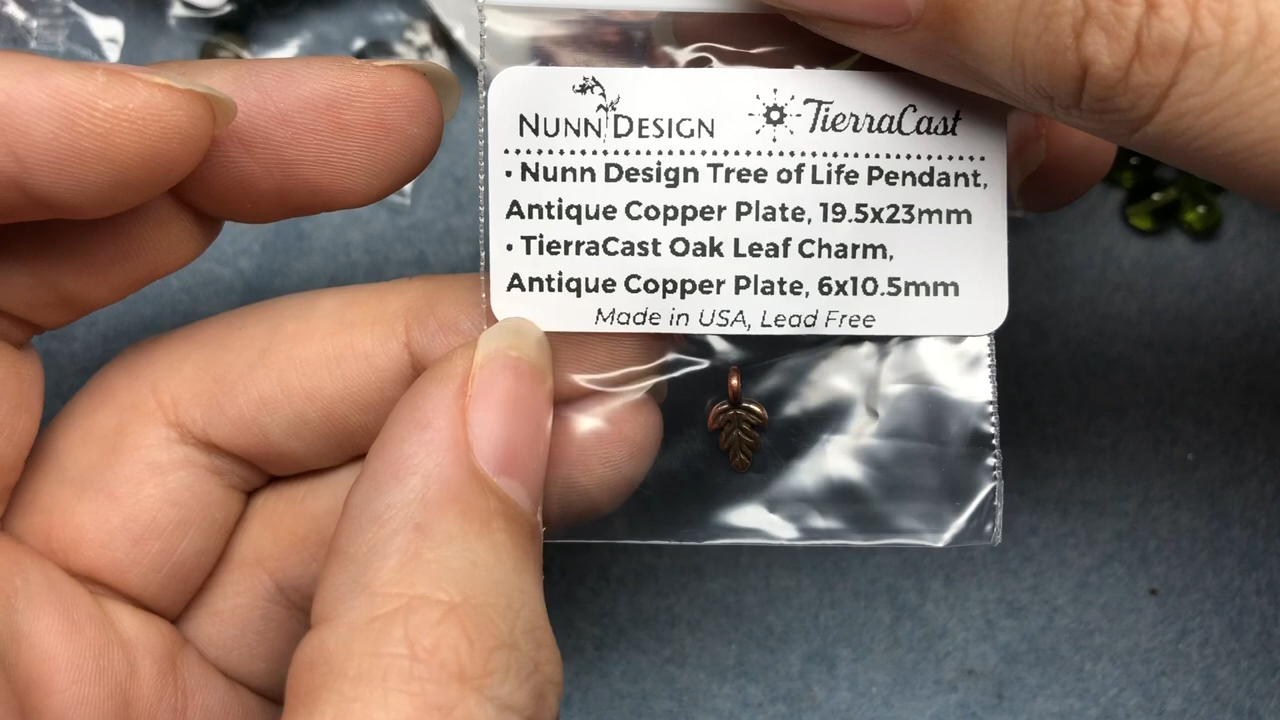 NUNN DESIGN TierraCast
• Nunn Design Tree of Life Pendant,
Antique Copper Plate, 19.5x23mm
• TierraCast Oak Leaf Charm,
Antique Copper Plate, 6x10.5mm
Made in USA, Lead Free